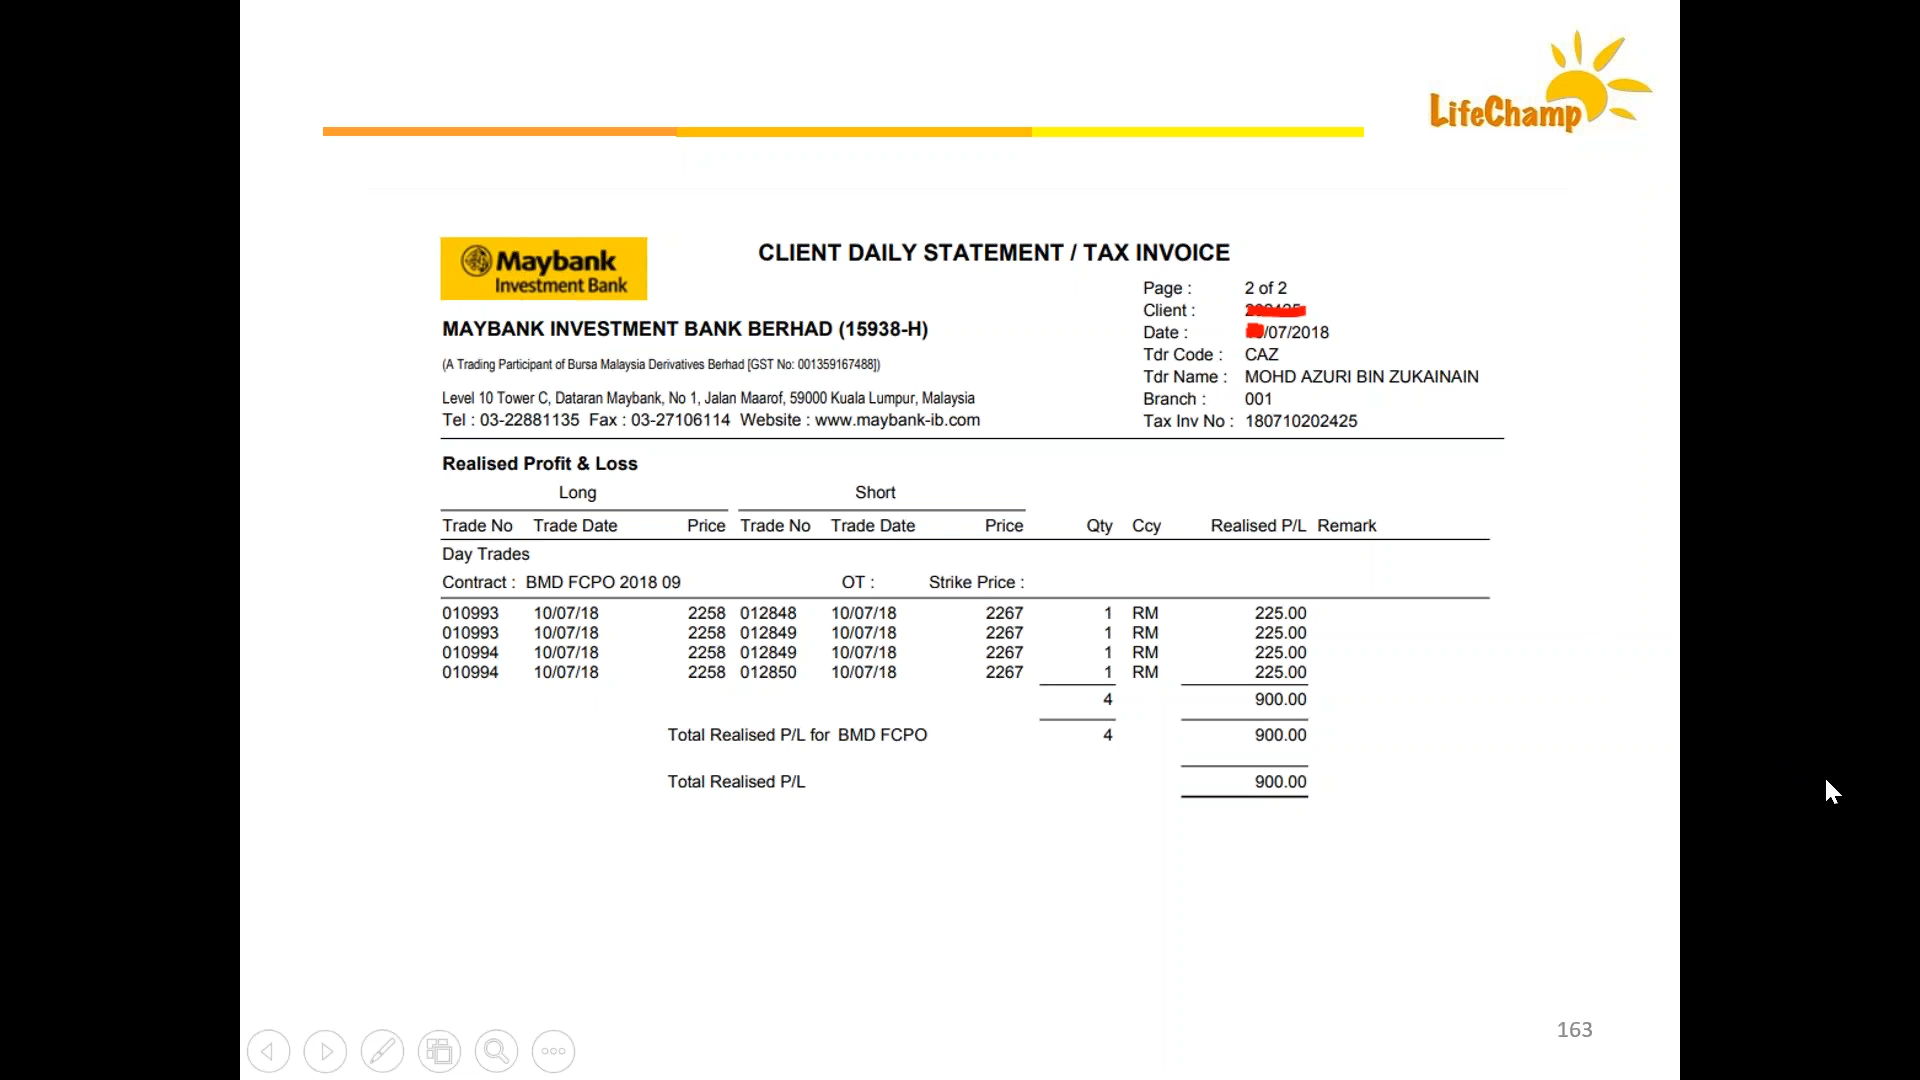 LifeChamp
Maybank
Investment Bank
CLIENT DAILY STATEMENT / TAX INVOICE
Page : 2 of 2
Client :
MAYBANK INVESTMENT BANK BERHAD (15938-H)
Date : /07/2018
(A Trading Participant of Bursa Malaysia Derivatives Berhad [GST No: 001359167488])
Tdr Code : CAZ
Tdr Name : MOHD AZURI BIN ZUKAINAIN
Level 10 Tower C, Dataran Maybank, No 1, Jalan Maarof, 59000 Kuala Lumpur, Malaysia
Branch : 001
Tel : 03-22881135 Fax : 03-27106114 Website : www.maybank-ib.com
Tax Inv No : 180710202425
Realised Profit & Loss
Long Short
Trade No Trade Date Price Trade No Trade Date Price Qty Ccy Realised P/L Remark
Day Trades
Contract : BMD FCPO 2018 09 OT : Strike Price :
010993 10/07/18 2258 012848 10/07/18 2267 1 RM 225.00
010993 10/07/18 2258 012849 10/07/18 2267 1 RM 225.00
010994 10/07/18 2258 012849 10/07/18 2267 1 RM 225.00
010994 10/07/18 2258 012850 10/07/18 2267 1 RM 225.00
4 900.00
Total Realised P/L for BMD FCPO 4 900.00
Total Realised P/L 900.00
163